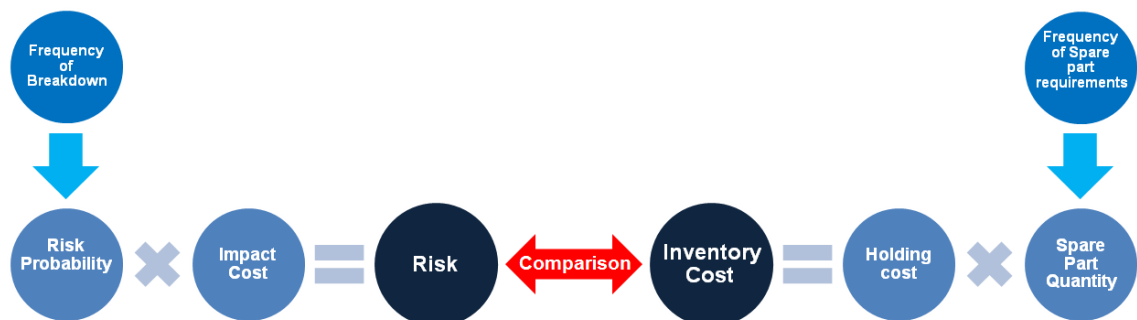 Frequency
of
Breakdown
Frequency
of Spare
part
requirements
Risk
Probability
Impact
Cost
Risk
Comparison
Inventory
Cost
Holding
cost
Spare
Part
Quantity